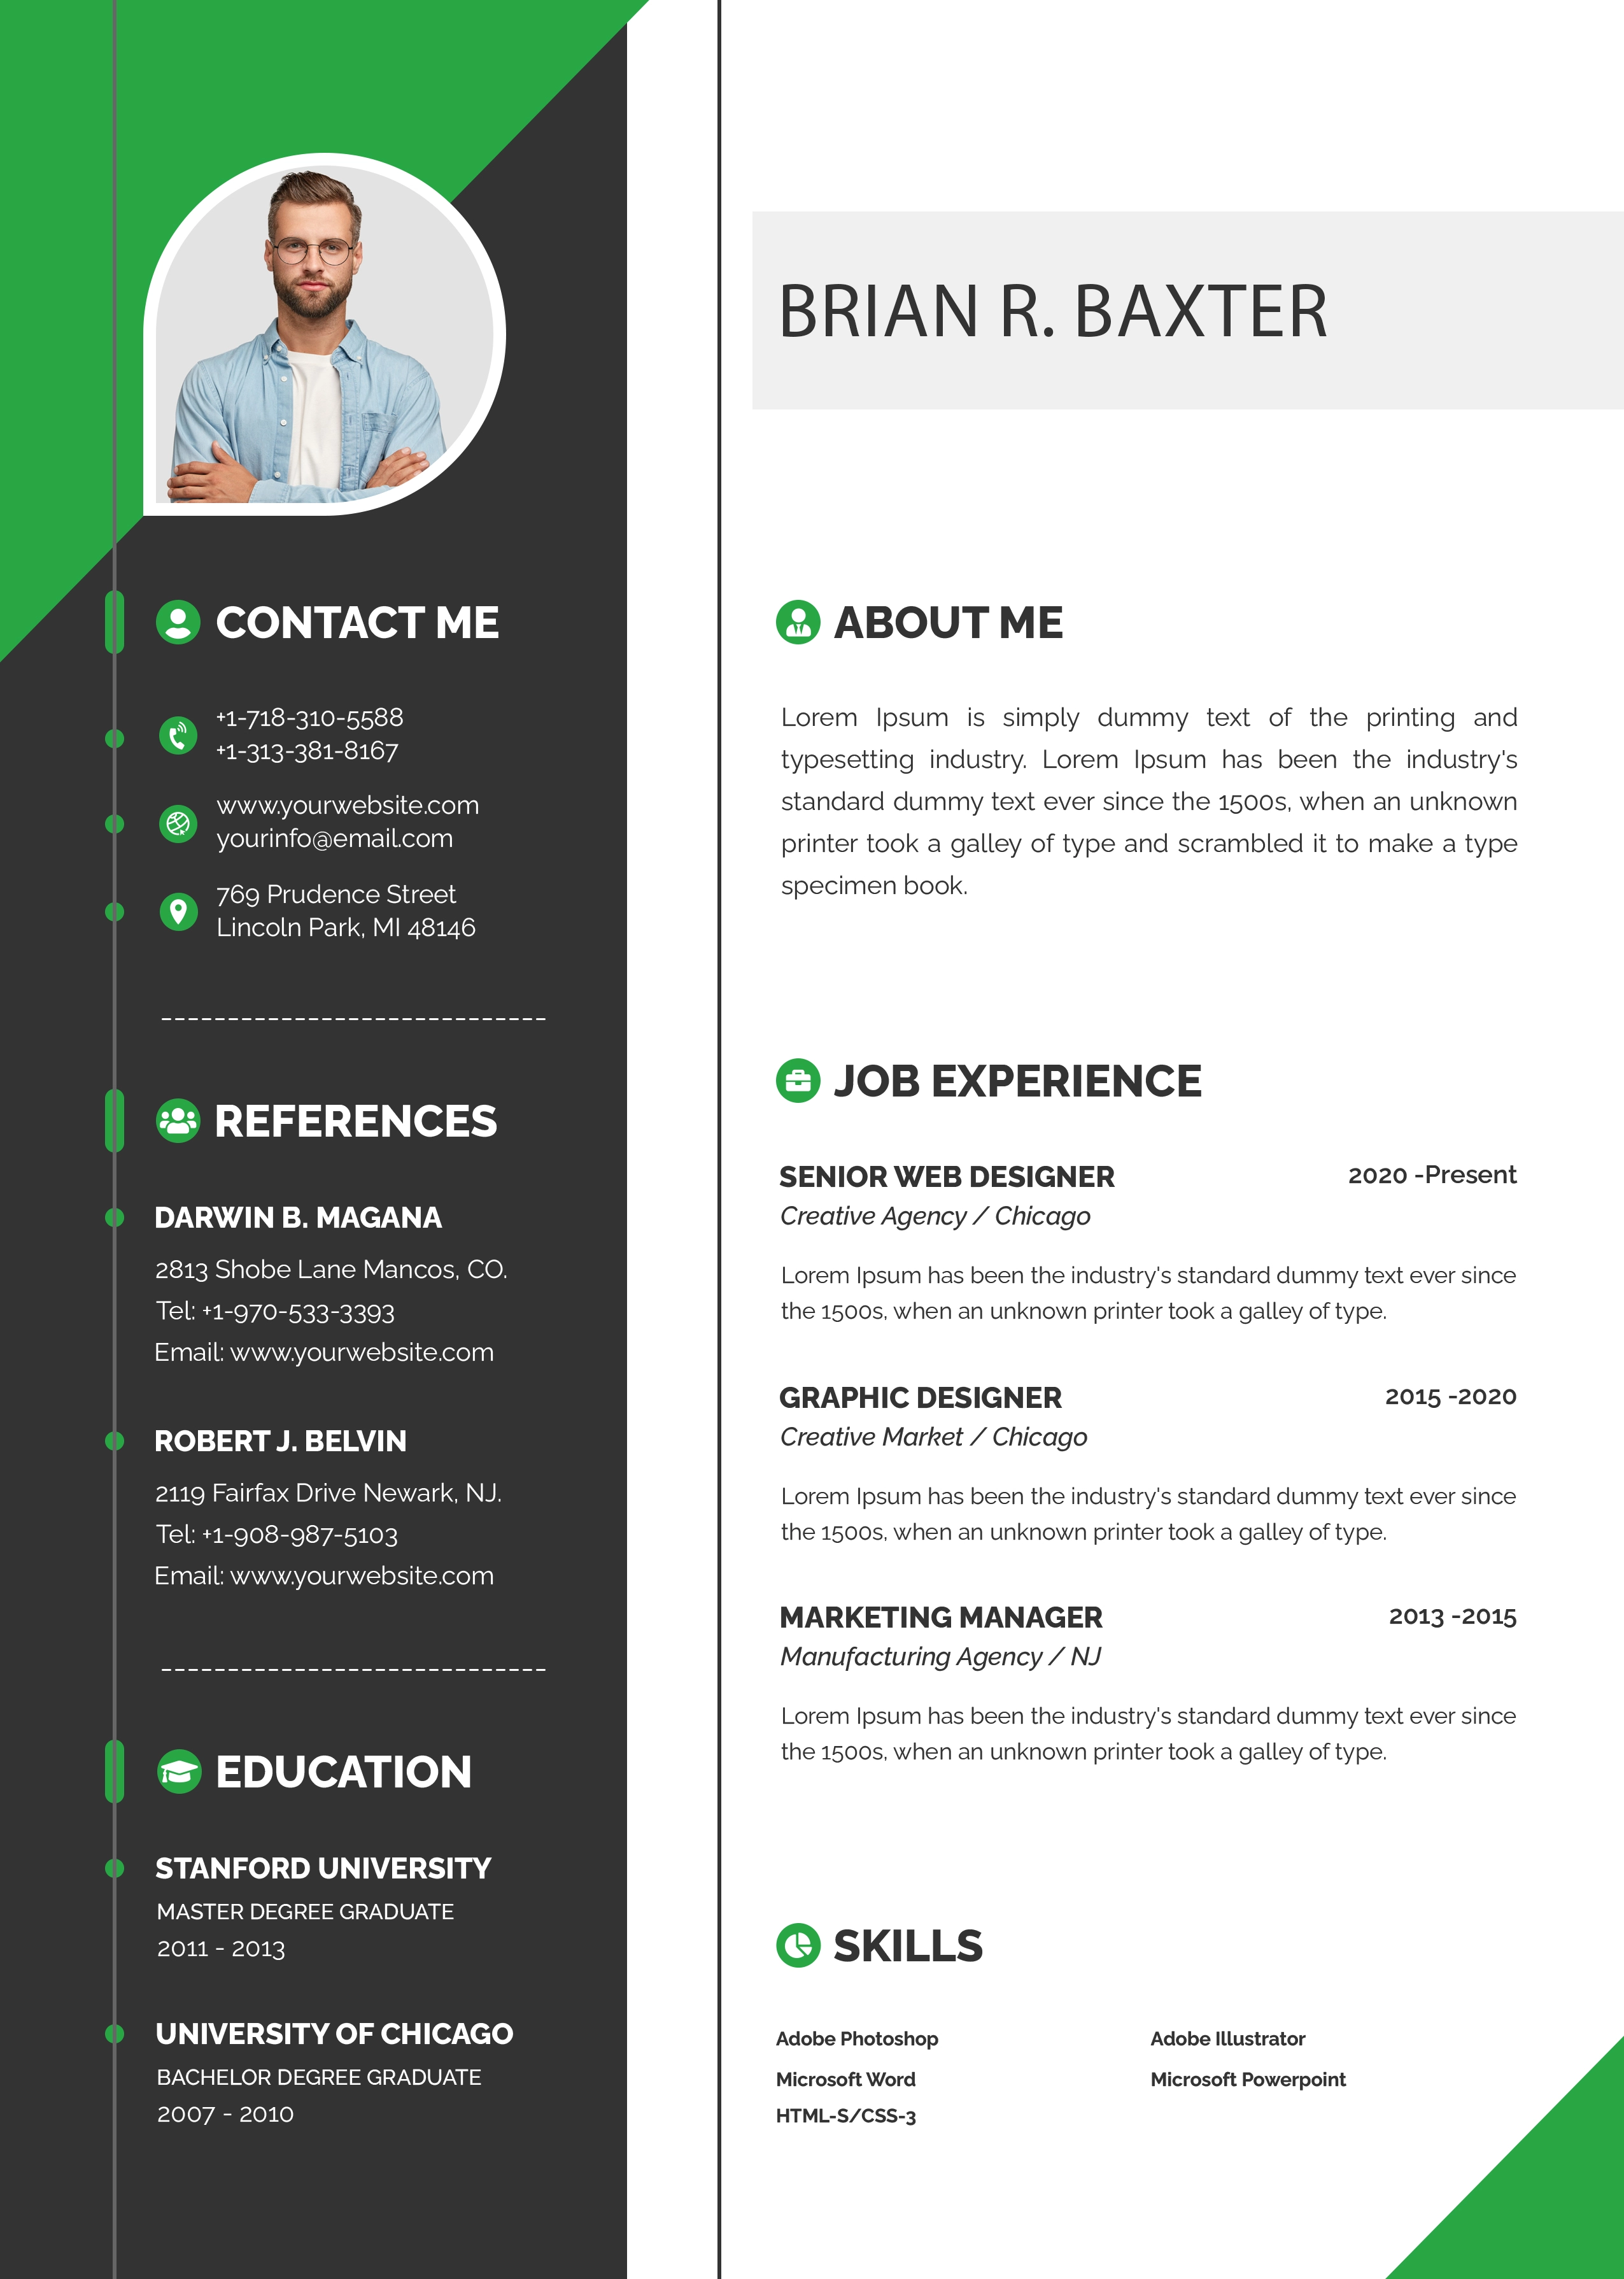 BRIAN R. BAXTER
CONTACT ME
+1-718-310-5588
+1-313-381-8167
www.yourwebsite.com
yourinfo@email.com
769 Prudence Street
Lincoln Park, MI 48146
REFERENCES
DARWIN B. MAGANA
2813 Shobe Lane Mancos, CO.
Tel: +1-970-533-3393
Email: www.yourwebsite.com
ROBERT J. BELVIN
2119 Fairfax Drive Newark, NJ.
Tel: +1-908-987-5103
Email: www.yourwebsite.com
EDUCATION
STANFORD UNIVERSITY
MASTER DEGREE GRADUATE
2011 - 2013
UNIVERSITY OF CHICAGO
BACHELOR DEGREE GRADUATE
2007 - 2010
ABOUT ME
Lorem Ipsum is simply dummy text of the printing and
typesetting industry. Lorem Ipsum has been the industry's
standard dummy text ever since the 1500s, when an unknown
printer took a galley of type and scrambled it to make a type
specimen book.
JOB EXPERIENCE
SENIOR WEB DESIGNER 2020 -Present
Creative Agency / Chicago
Lorem Ipsum has been the industry's standard dummy text ever since
the 1500s, when an unknown printer took a galley of type.
GRAPHIC DESIGNER 2015 -2020
Creative Market / Chicago
Lorem Ipsum has been the industry's standard dummy text ever since
the 1500s, when an unknown printer took a galley of type.
MARKETING MANAGER 2013 -2015
Manufacturing Agency / NJ
Lorem Ipsum has been the industry's standard dummy text ever since
the 1500s, when an unknown printer took a galley of type.
SKILLS
Adobe Photoshop Adobe Illustrator
Microsoft Word Microsoft Powerpoint
HTML-S/CSS-3